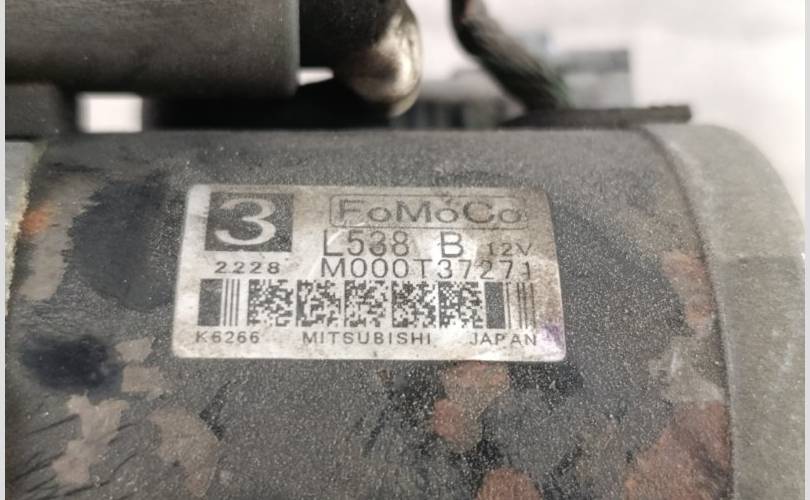 3
FoMoCo
L538 B 12V
2228 M000T37271
K6266 MITSUBISHI JAPAN